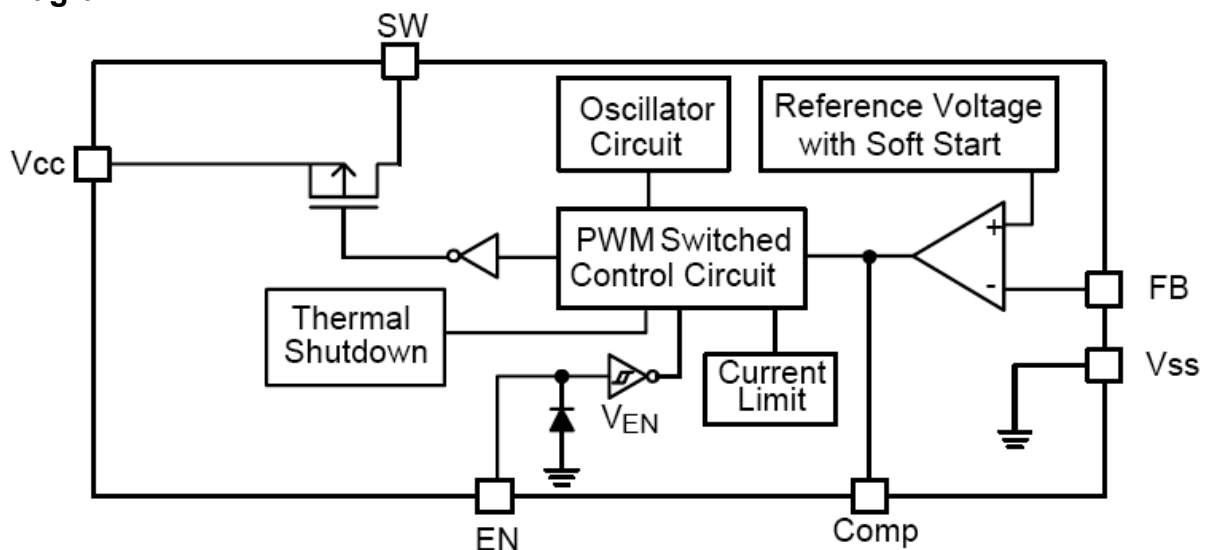 SW
Oscillator
Circuit
Reference Voltage
with Soft Start
Vcc
PWM Switched
Control Circuit
+
-
FB
Thermal
Shutdown
Current
Limit
Vss
VEN
EN
Comp